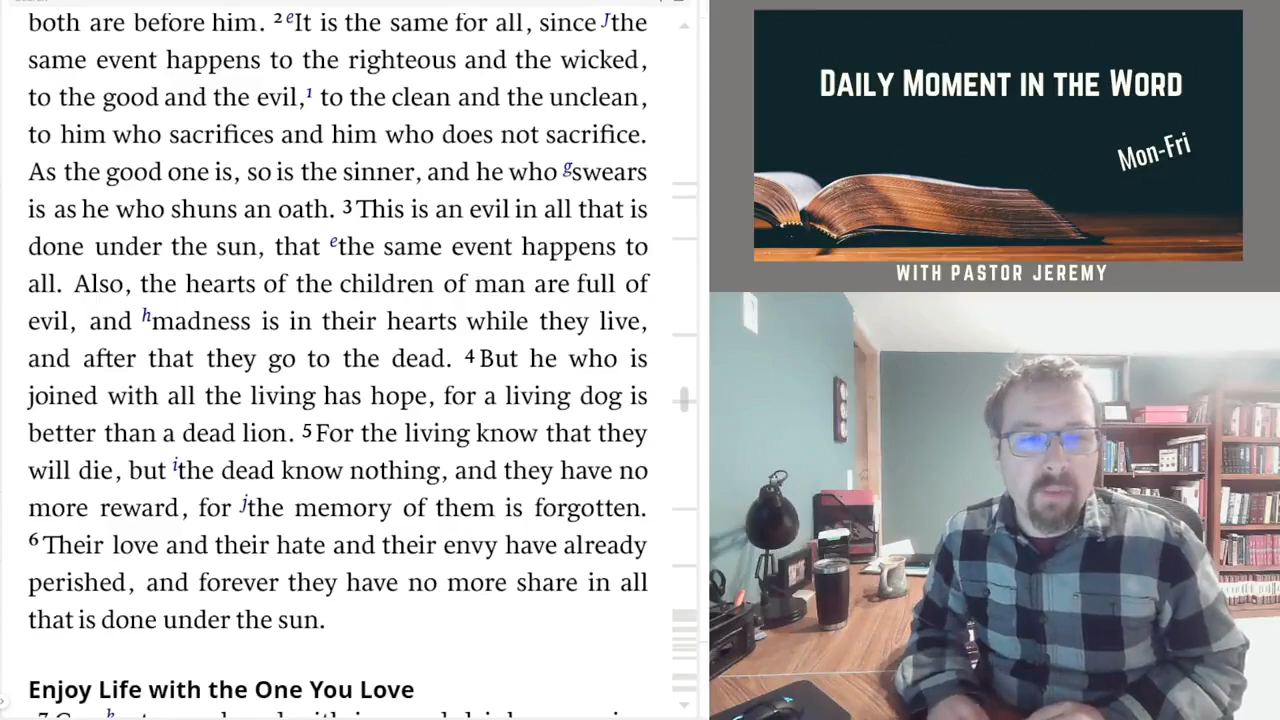 both are before him. 2 eIt is the same for all, since fthe
same event happens to the righteous and the wicked,
to the good and the evil,1 to the clean and the unclean,
to him who sacrifices and him who does not sacrifice.
As the good one is, so is the sinner, and he who gswears
is as he who shuns an oath. 3 This is an evil in all that is
done under the sun, that ethe same event happens to
all. Also, the hearts of the children of man are full of
evil, and hmadness is in their hearts while they live,
and after that they go to the dead. 4 But he who is
joined with all the living has hope, for a living dog is
better than a dead lion. 5 For the living know that they
will die, but ithe dead know nothing, and they have no
more reward, for jthe memory of them is forgotten.
6 Their love and their hate and their envy have already
perished, and forever they have no more share in all
that is done under the sun.
Enjoy Life with the One You Love
DAILY MOMENT IN THE WORD
Mon-Fri
WITH PASTOR JEREMY